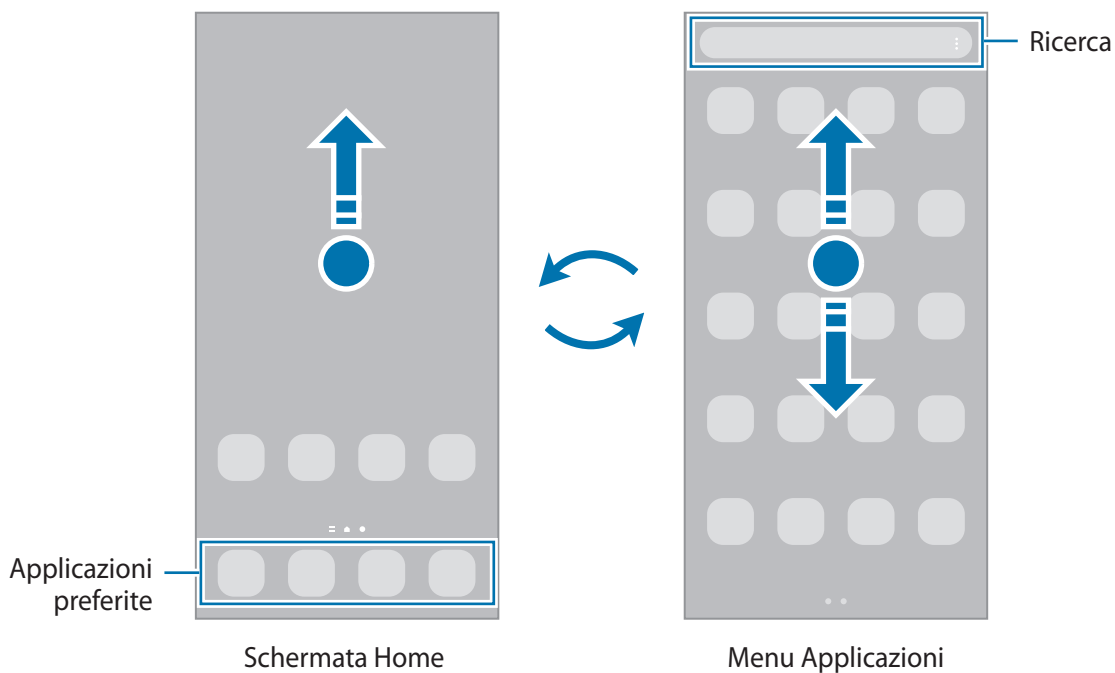 Ricerca
Applicazioni
preferite
Schermata Home
Menu Applicazioni